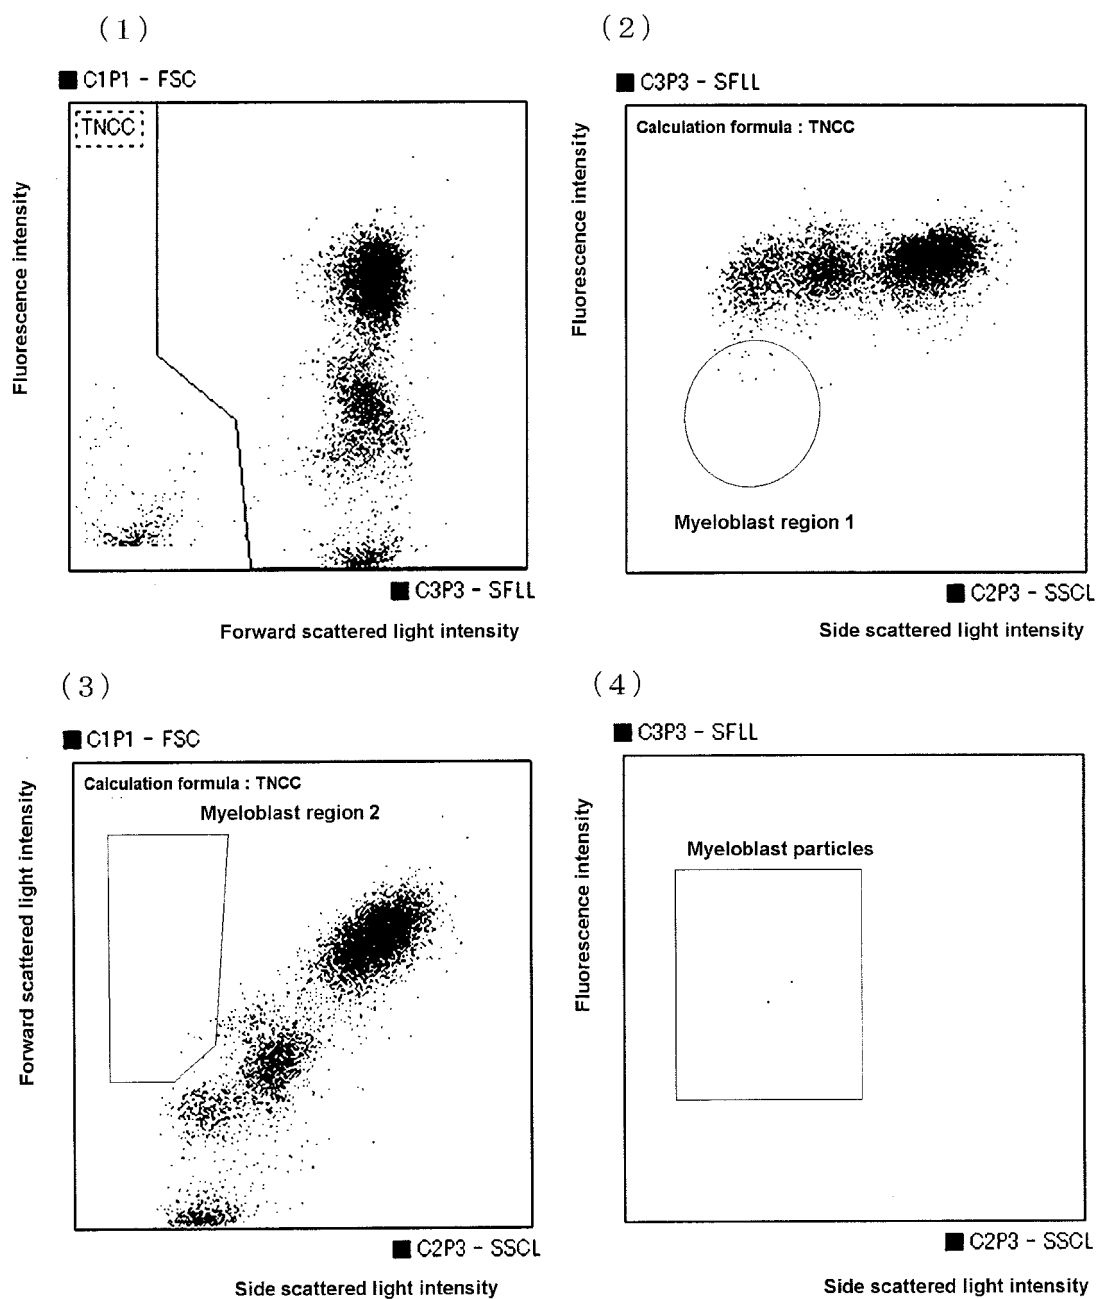 (1)
■ C1P1 - FSC
TNCC
Fluorescence intensity
■ C3P3 - SFLL
Forward scattered light intensity
(2)
■ C3P3 - SFLL
Calculation formula : TNCC
Fluorescence intensity
Myeloblast region 1
■ C2P3 - SSCL
Side scattered light intensity
(3)
■ C1P1 - FSC
Calculation formula : TNCC
Myeloblast region 2
Forward scattered light intensity
■ C2P3 - SSCL
Side scattered light intensity
(4)
■ C3P3 - SFLL
Myeloblast particles
Fluorescence intensity
■ C2P3 - SSCL
Side scattered light intensity